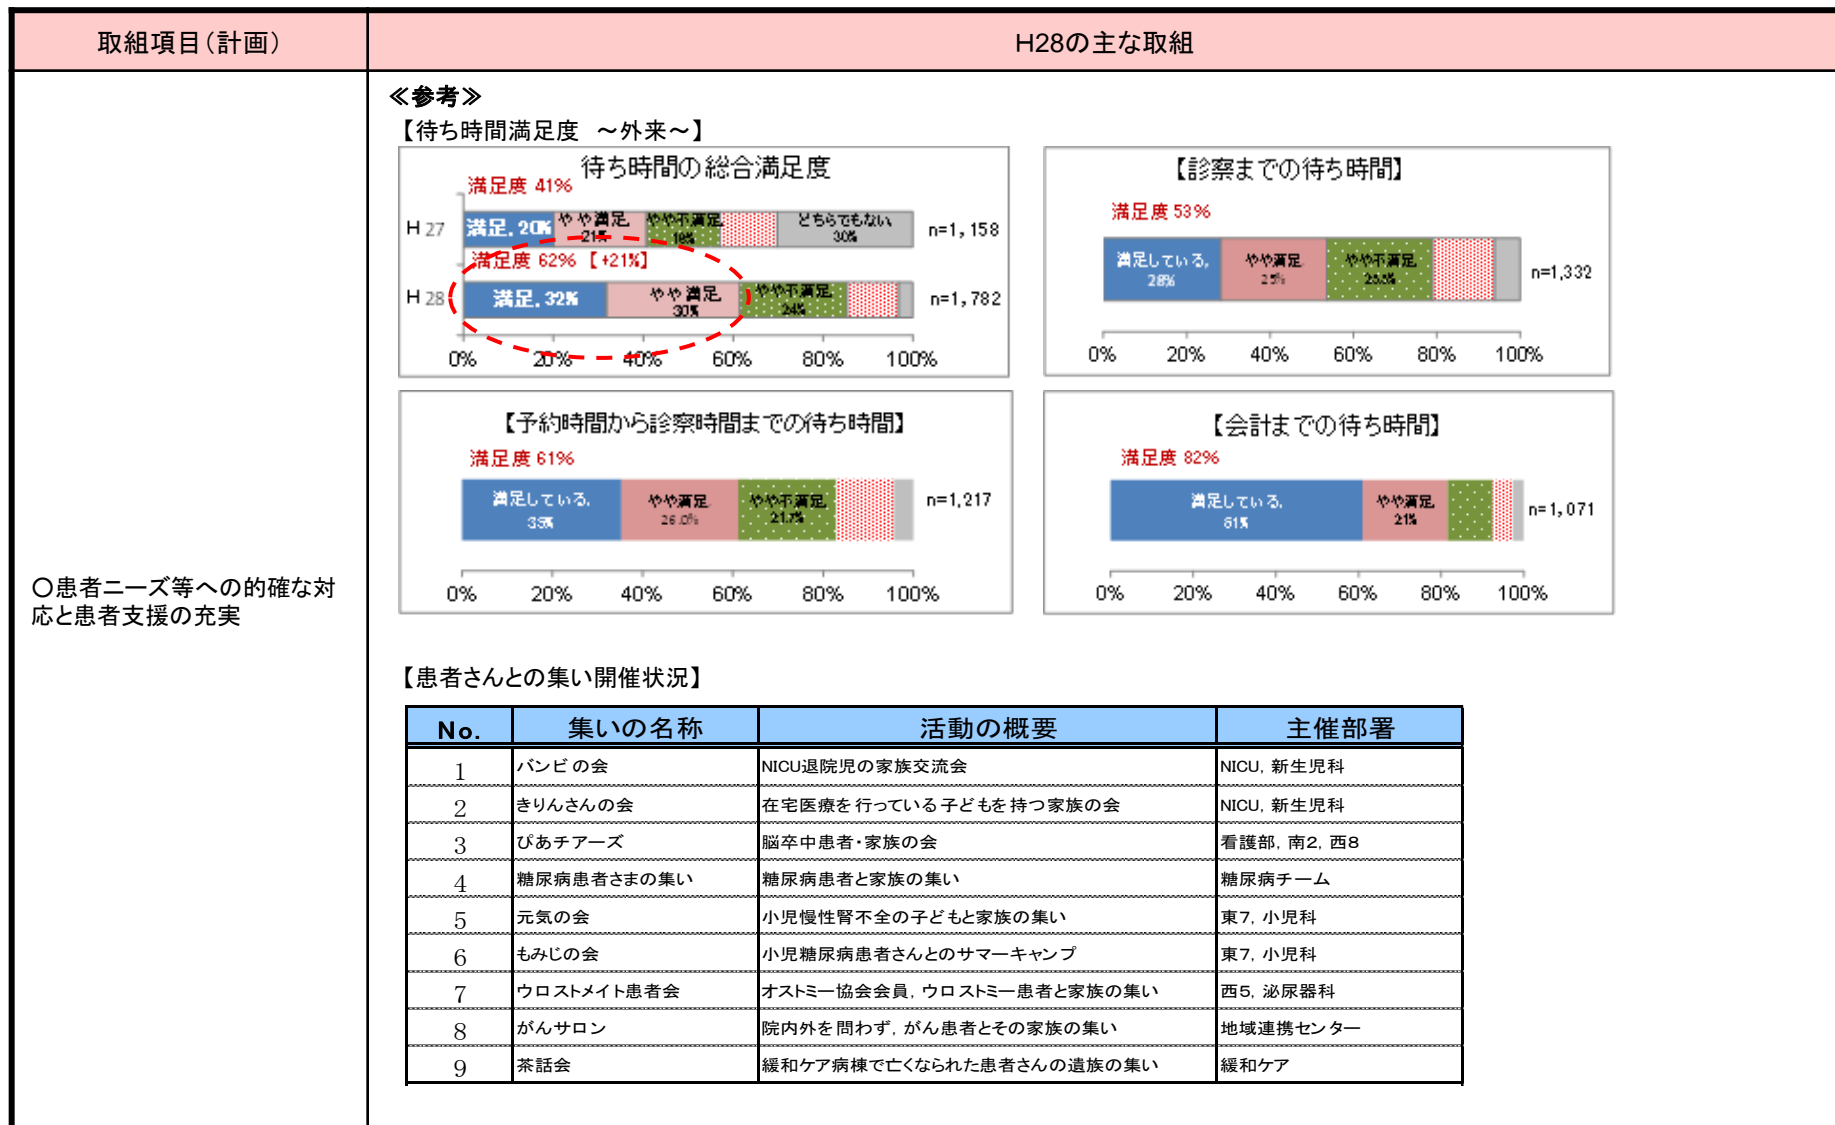 取組項目(計画)
H28の主な取組
○患者ニーズ等への的確な対
応と患者支援の充実
≪参考≫
【待ち時間満足度　～外来～】
待ち時間の総合満足度
満足度 41%
H 27
満足, 20%
やや満足, 21%
やや不満足, 18%
どちらでもない, 30%
n=1,158
満足度 62%【+21%】
H 28
満足, 32%
やや満足, 30%
やや不満足, 24%
n=1,782
0% 20% 40% 60% 80% 100%
【診察までの待ち時間】
満足度 53%
満足している, 28%
やや満足, 25%
やや不満足, 25.5%
n=1,332
0% 20% 40% 60% 80% 100%
【予約時間から診察時間までの待ち時間】
満足度 61%
満足している, 35%
やや満足, 26.0%
やや不満足, 21.7%
n=1,217
0% 20% 40% 60% 80% 100%
【会計までの待ち時間】
満足度 82%
満足している, 61%
やや満足, 21%
n=1,071
0% 20% 40% 60% 80% 100%
【患者さんとの集い開催状況】
No. 集いの名称 活動の概要 主催部署
1 バンビの会 NICU退院児の家族交流会 NICU, 新生児科
2 きりんさんの会 在宅医療を行っている子どもを持つ家族の会 NICU, 新生児科
3 ぴあチアーズ 脳卒中患者・家族の会 看護部, 南2, 西8
4 糖尿病患者さまの集い 糖尿病患者と家族の集い 糖尿病チーム
5 元気の会 小児慢性腎不全の子どもと家族の集い 東7, 小児科
6 もみじの会 小児糖尿病患者さんとのサマーキャンプ 東7, 小児科
7 ウロストメイト患者会 オストミー協会会員, ウロストミー患者と家族の集い 西5, 泌尿器科
8 がんサロン 院内外を問わず, がん患者とその家族の集い 地域連携センター
9 茶話会 緩和ケア病棟で亡くなられた患者さんの遺族の集い 緩和ケア